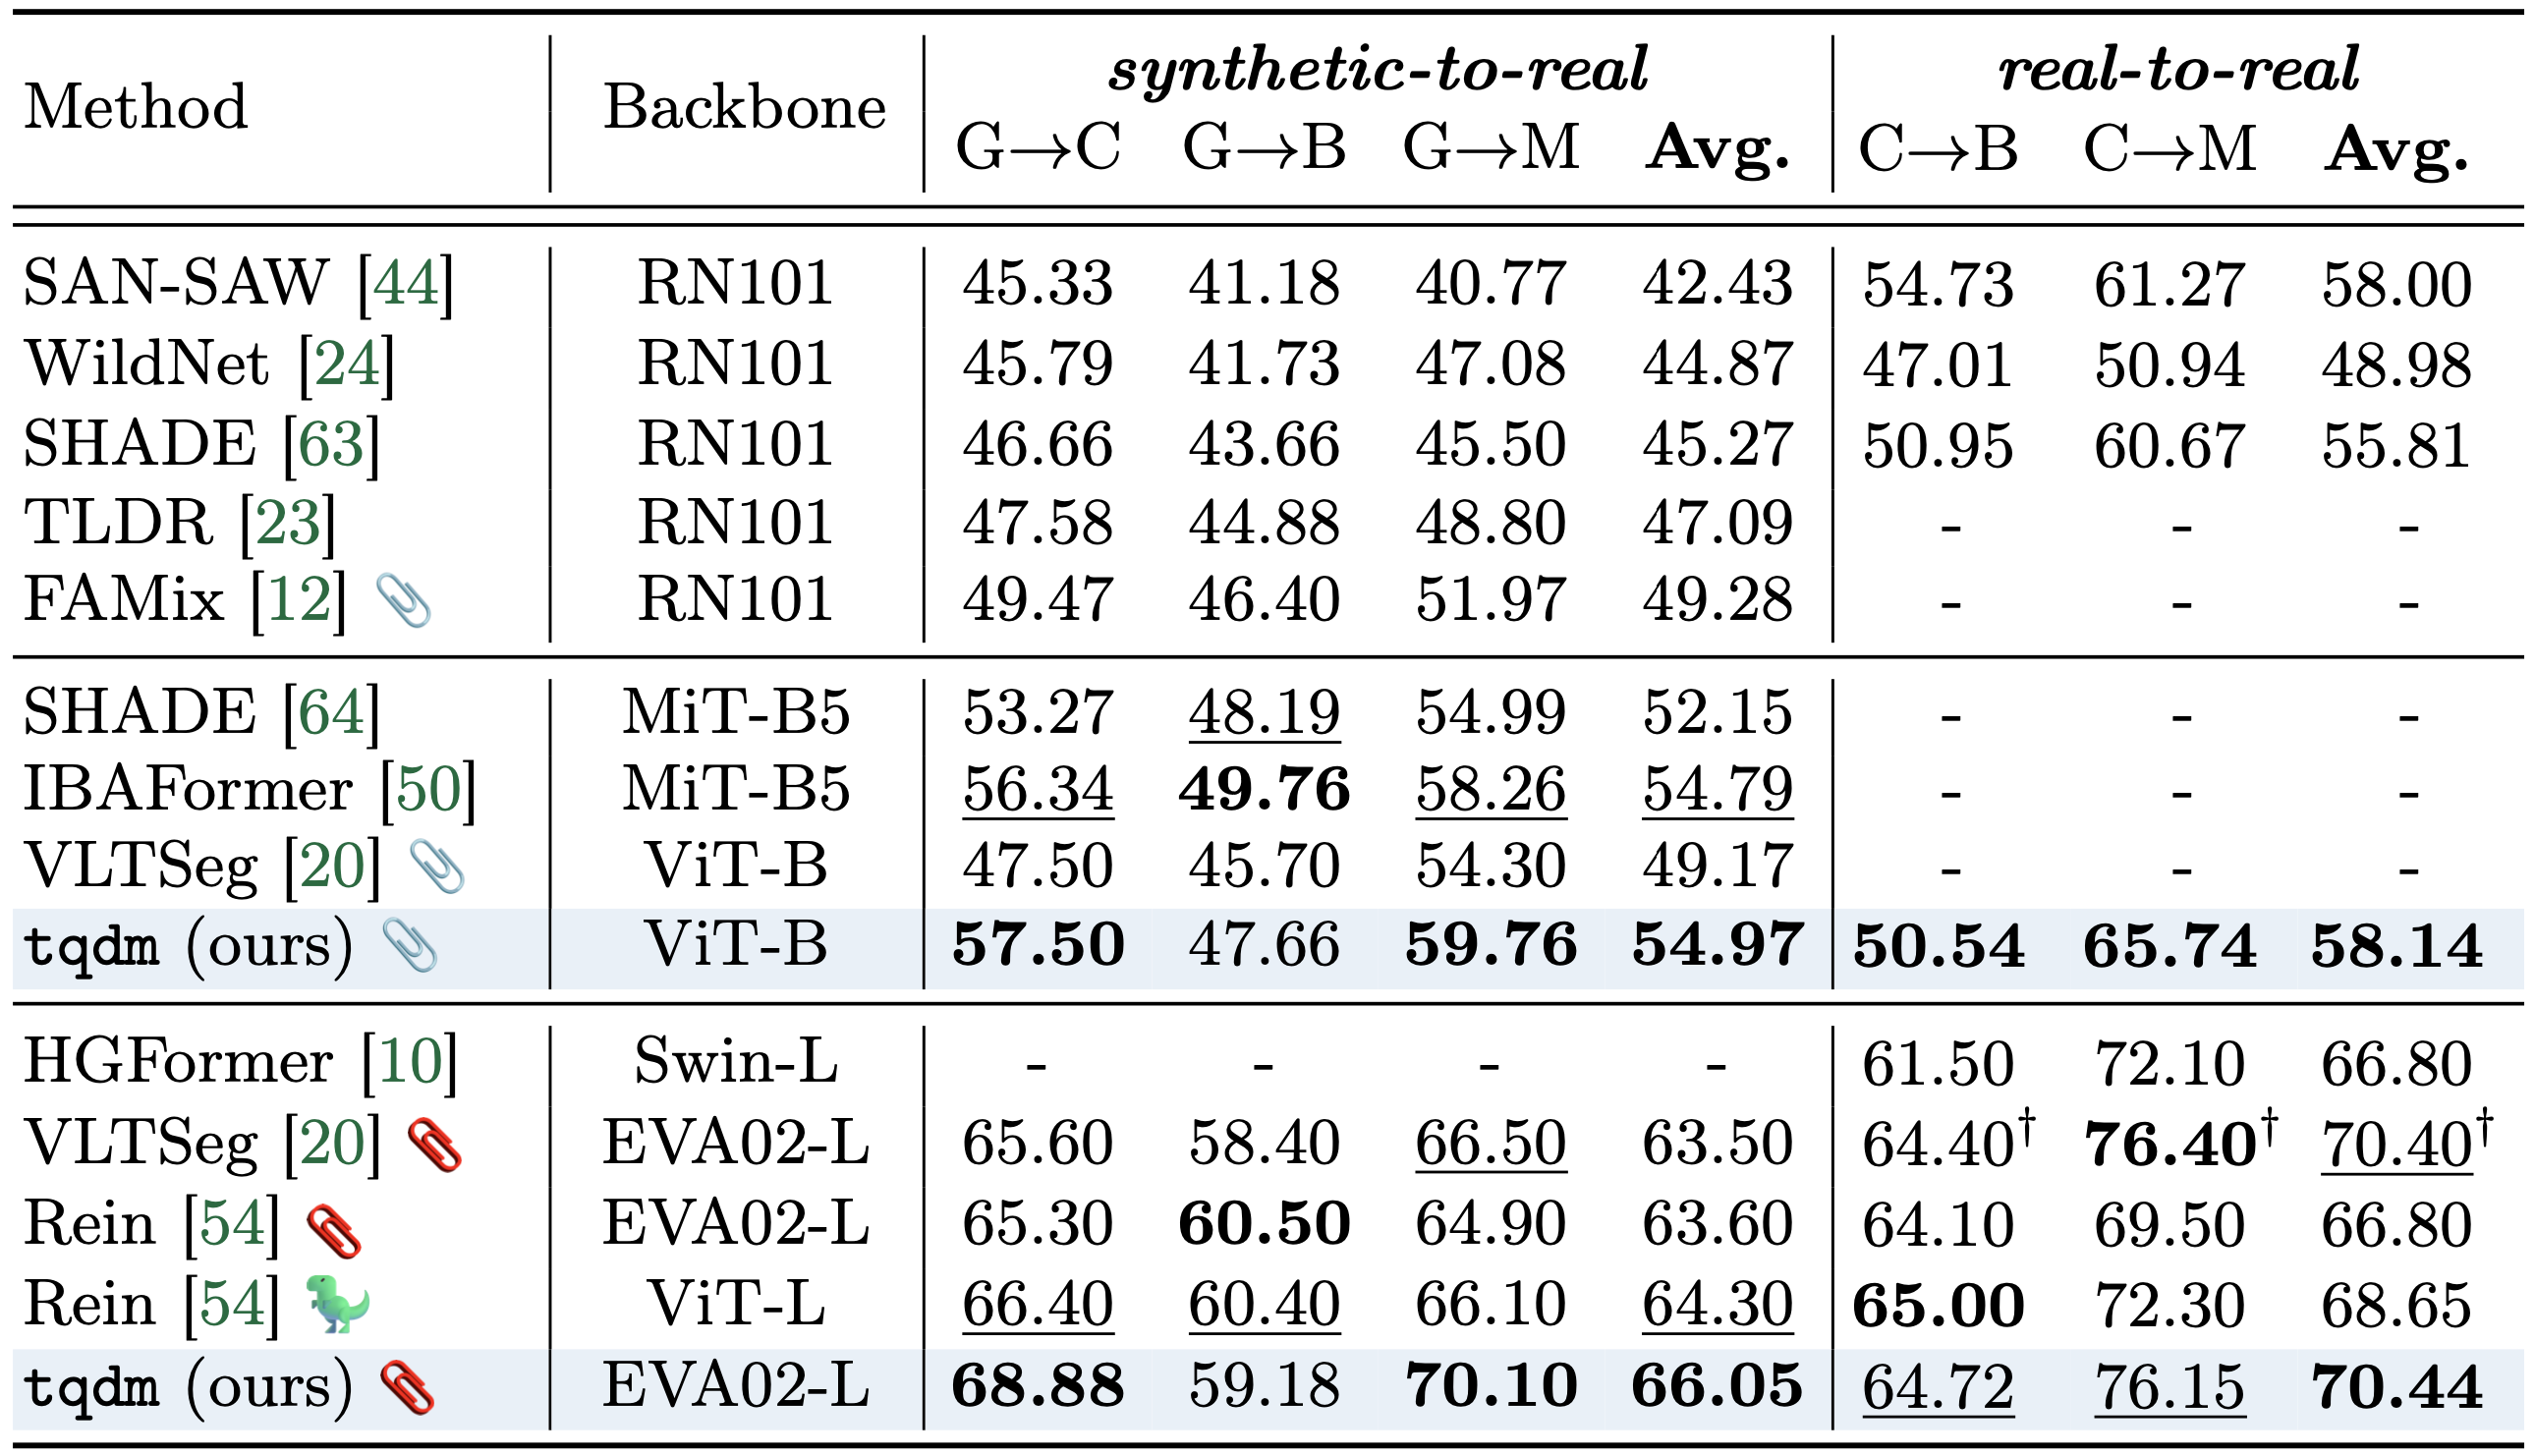 synthetic-to-real real-to-real
Method Backbone G→C G→B G→M Avg. C→B C→M Avg.
SAN-SAW [44] RN101 45.33 41.18 40.77 42.43 54.73 61.27 58.00
WildNet [24] RN101 45.79 41.73 47.08 44.87 47.01 50.94 48.98
SHADE [63] RN101 46.66 43.66 45.50 45.27 50.95 60.67 55.81
TLDR [23] RN101 47.58 44.88 48.80 47.09 - - -
FAMix [12] RN101 49.47 46.40 51.97 49.28 - - -
SHADE [64] MiT-B5 53.27 48.19 54.99 52.15 - - -
IBAFormer [50] MiT-B5 56.34 49.76 58.26 54.79 - - -
VLTSeg [20] ViT-B 47.50 45.70 54.30 49.17 - - -
tqdm (ours) ViT-B 57.50 47.66 59.76 54.97 50.54 65.74 58.14
HGFormer [10] Swin-L - - - - 61.50 72.10 66.80
VLTSeg [20] EVA02-L 65.60 58.40 66.50 63.50 64.40† 76.40† 70.40†
Rein [54] EVA02-L 65.30 60.50 64.90 63.60 64.10 69.50 66.80
Rein [54] ViT-L 66.40 60.40 66.10 64.30 65.00 72.30 68.65
tqdm (ours) EVA02-L 68.88 59.18 70.10 66.05 64.72 76.15 70.44